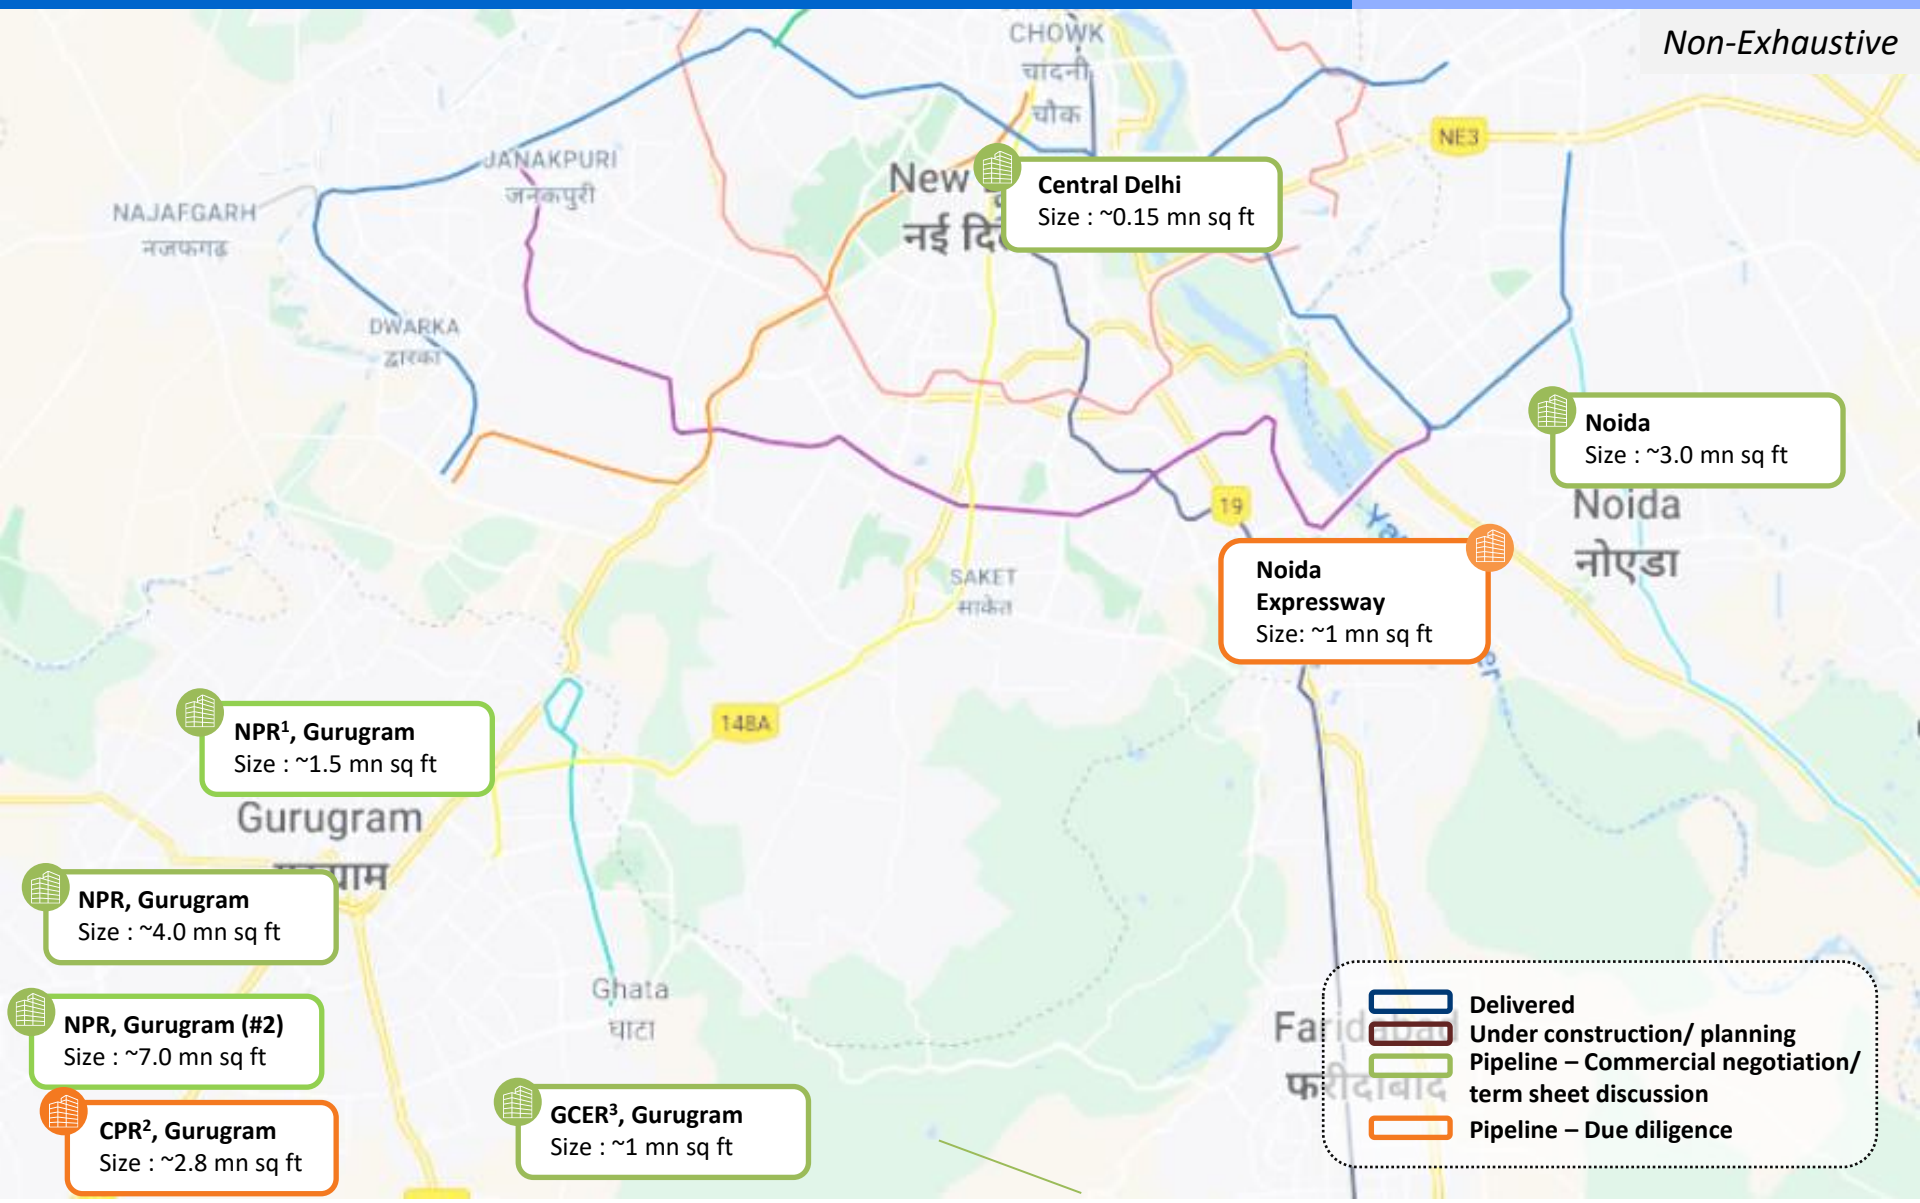 Non-Exhaustive
CHOWK
चांदनी
चौक
NE3
JANAKPURI
जनकपुरी
New
नई
Central Delhi
Size : ~0.15 mn sq ft
NAJAFGARH
नजफगढ़
DWARKA
द्वारका
Noida
Size : ~3.0 mn sq ft
19
Noida
नोएडा
SAKET
साकेत
Noida
Expressway
Size: ~1 mn sq ft
NPR¹, Gurugram
Size : ~1.5 mn sq ft
148A
Gurugram
NPR, Gurugram
Size : ~4.0 mn sq ft
NPR, Gurugram (#2)
Size : ~7.0 mn sq ft
Ghata
घाटा
CPR², Gurugram
Size : ~2.8 mn sq ft
GCER³, Gurugram
Size : ~1 mn sq ft
Faridabad
फरीदाबाद
Delivered
Under construction/ planning
Pipeline – Commercial negotiation/
term sheet discussion
Pipeline – Due diligence